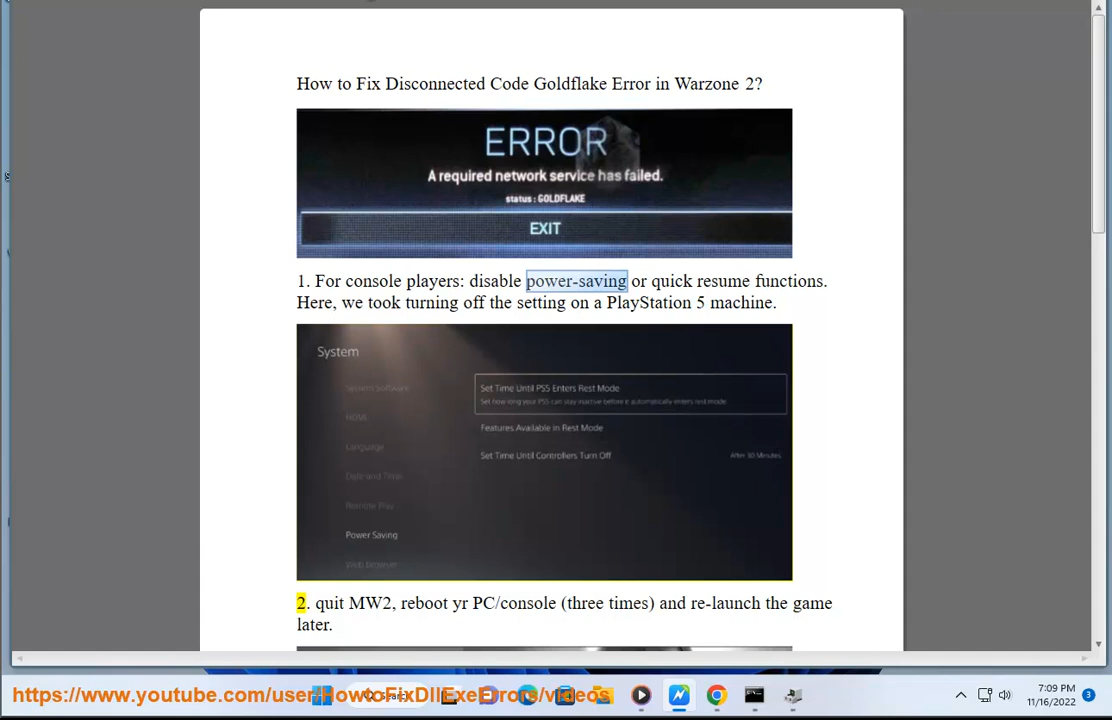 How to Fix Disconnected Code Goldflake Error in Warzone 2?
ERROR
A required network service has failed.
status : GOLDFLAKE
EXIT
1. For console players: disable power-saving or quick resume functions.
Here, we took turning off the setting on a PlayStation 5 machine.
System
System Software
HDMI
Language
Date and Time
Remote Play
Power Saving
Web Browser
Set Time Until PS5 Enters Rest Mode
Set how long your PS5 can stay inactive before it automatically enters rest mode.
Features Available in Rest Mode
Set Time Until Controllers Turn Off
After 30 Minutes
2. quit MW2, reboot yr PC/console (three times) and re-launch the game
later.
https://www.youtube.com/user/HowtoFixDllExeErrors/videos
7:09 PM
11/16/2022
3